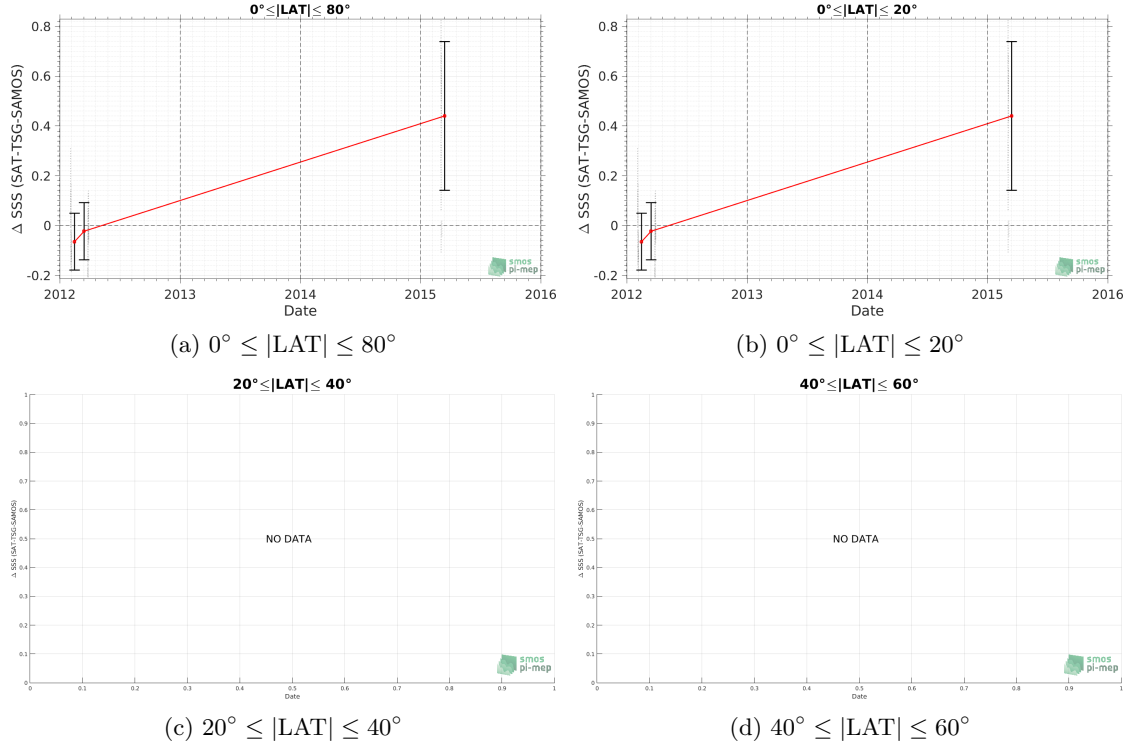 0°≤|LAT|≤ 80°
Δ SSS (SAT-TSG-SAMOS)
0.8
0.6
0.4
0.2
0
-0.2
2012 2013 2014 2015 2016
Date
smos
pi-mep
(a) 0° ≤ |LAT| ≤ 80°
0°≤|LAT|≤ 20°
Δ SSS (SAT-TSG-SAMOS)
0.8
0.6
0.4
0.2
0
-0.2
2012 2013 2014 2015 2016
Date
smos
pi-mep
(b) 0° ≤ |LAT| ≤ 20°
20°≤|LAT|≤ 40°
Δ SSS (SAT-TSG-SAMOS)
1
0.9
0.8
0.7
0.6
0.5
0.4
0.3
0.2
0.1
0
NO DATA
0 0.1 0.2 0.3 0.4 0.5 0.6 0.7 0.8 0.9 1
Date
smos
pi-mep
(c) 20° ≤ |LAT| ≤ 40°
40°≤|LAT|≤ 60°
Δ SSS (SAT-TSG-SAMOS)
1
0.9
0.8
0.7
0.6
0.5
0.4
0.3
0.2
0.1
0
NO DATA
0 0.1 0.2 0.3 0.4 0.5 0.6 0.7 0.8 0.9 1
Date
smos
pi-mep
(d) 40° ≤ |LAT| ≤ 60°